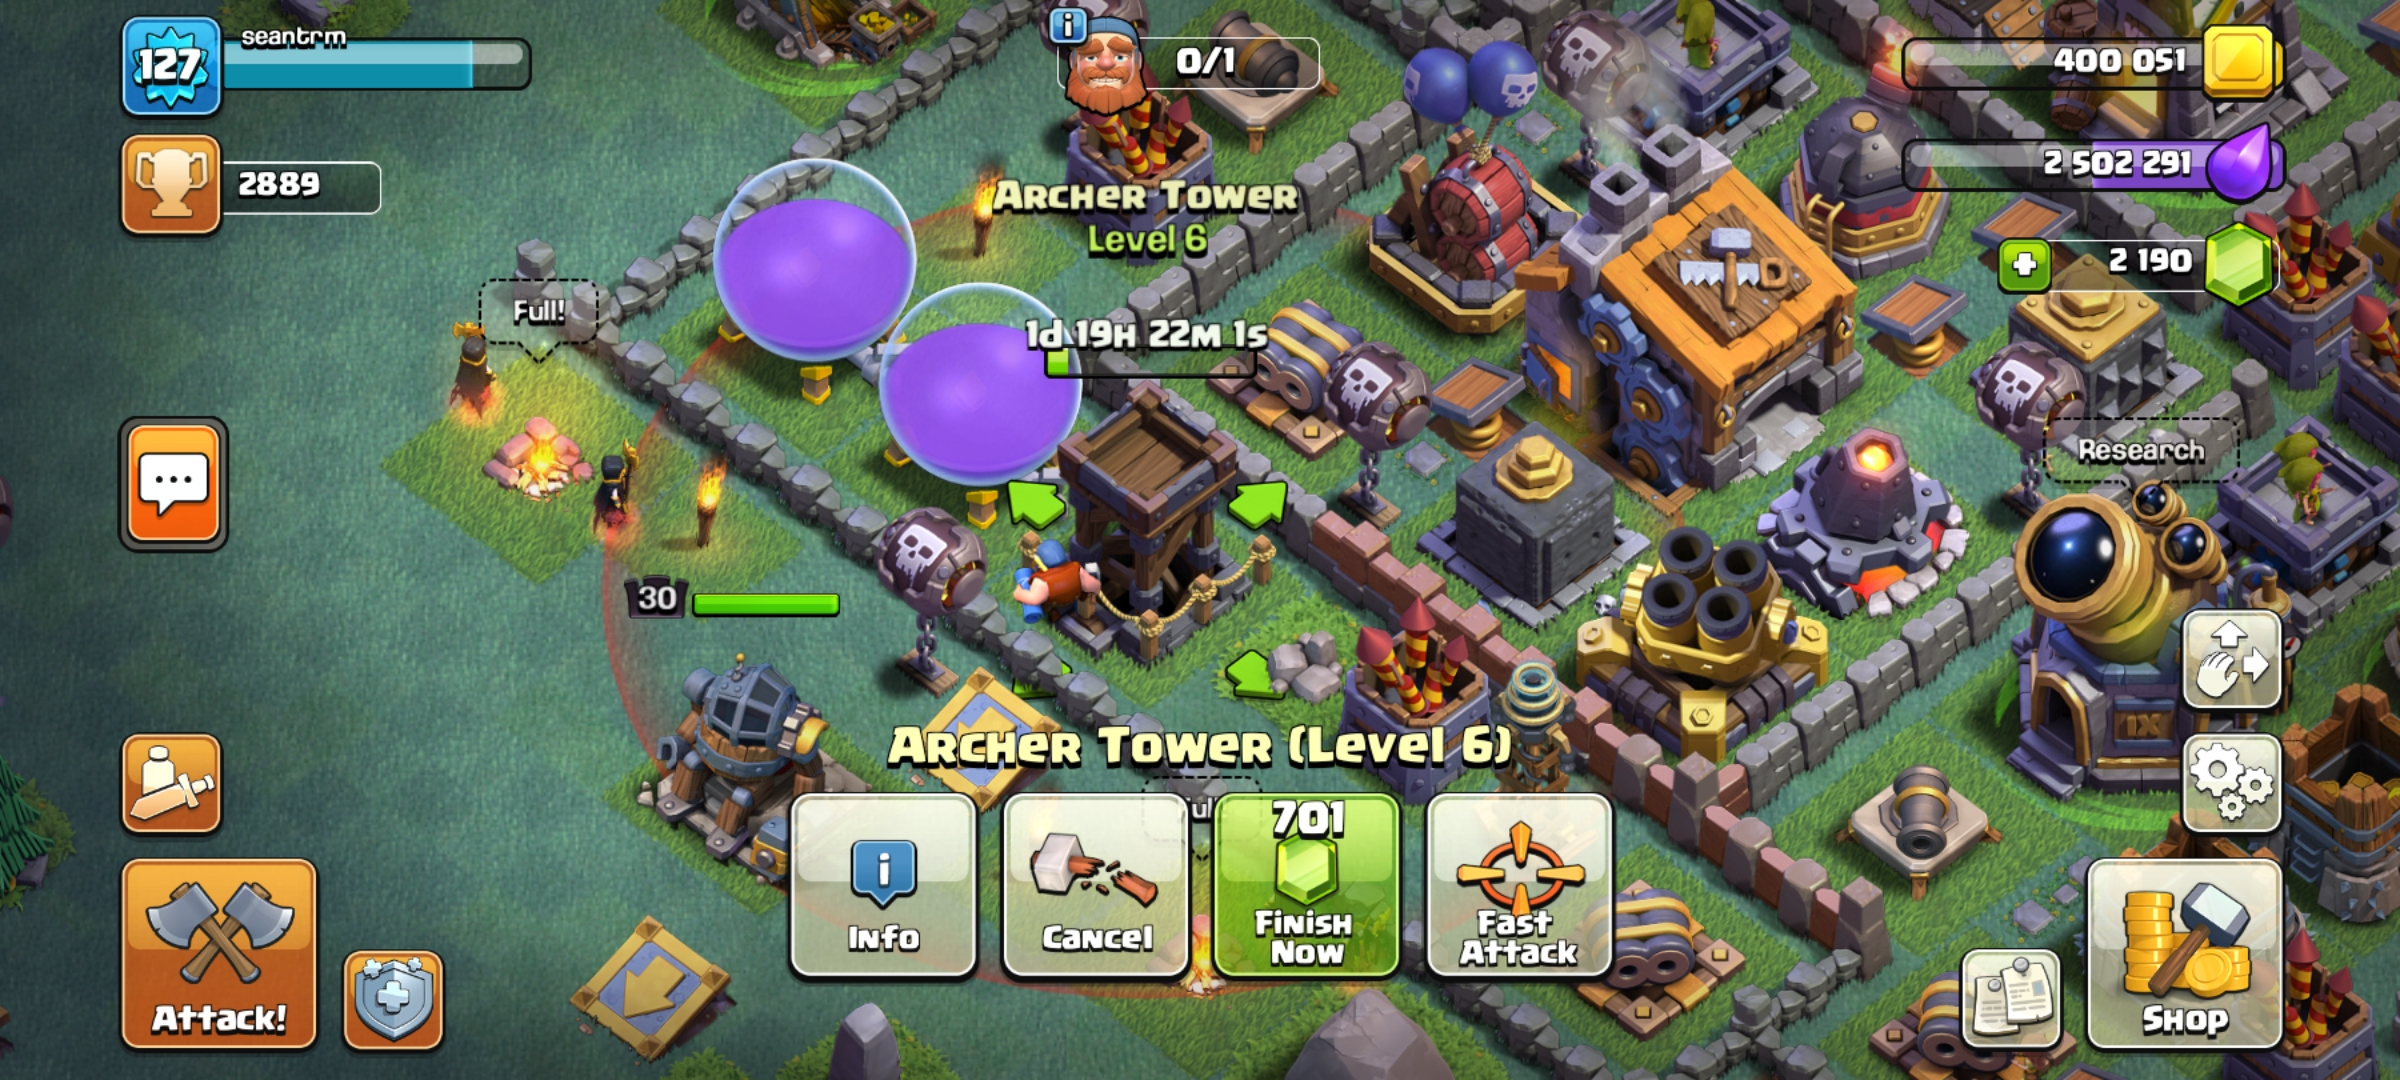 127
seantrm
0/1
400 051
2889
2 502 291
Archer Tower
Level 6
2 190
Full!
1d 19h 22m 1s
Research
30
IX
Archer Tower (Level 6)
701
Info
Cancel
Finish
Now
Fast
Attack
Attack!
Shop